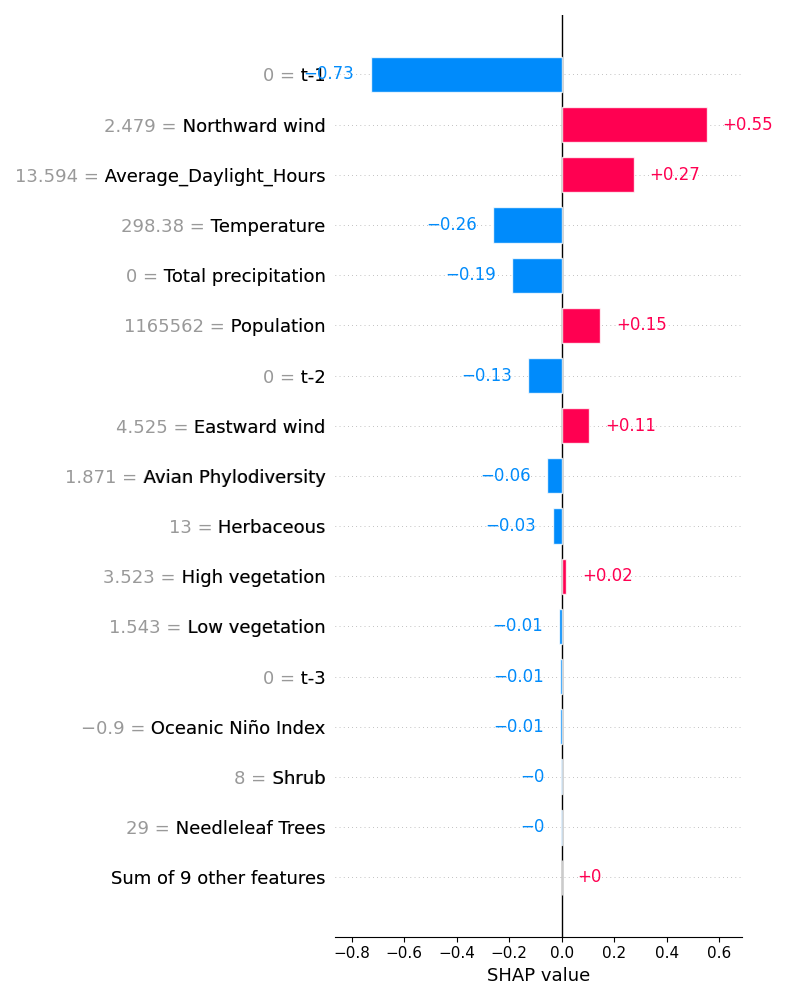 0 = t-1 −0.73
2.479 = Northward wind +0.55
13.594 = Average_Daylight_Hours +0.27
298.38 = Temperature −0.26
0 = Total precipitation −0.19
1165562 = Population +0.15
0 = t-2 −0.13
4.525 = Eastward wind +0.11
1.871 = Avian Phylodiversity −0.06
13 = Herbaceous −0.03
3.523 = High vegetation +0.02
1.543 = Low vegetation −0.01
0 = t-3 −0.01
−0.9 = Oceanic Niño Index −0.01
8 = Shrub −0
29 = Needleleaf Trees −0
Sum of 9 other features +0
−0.8 −0.6 −0.4 −0.2 0.0 0.2 0.4 0.6
SHAP value